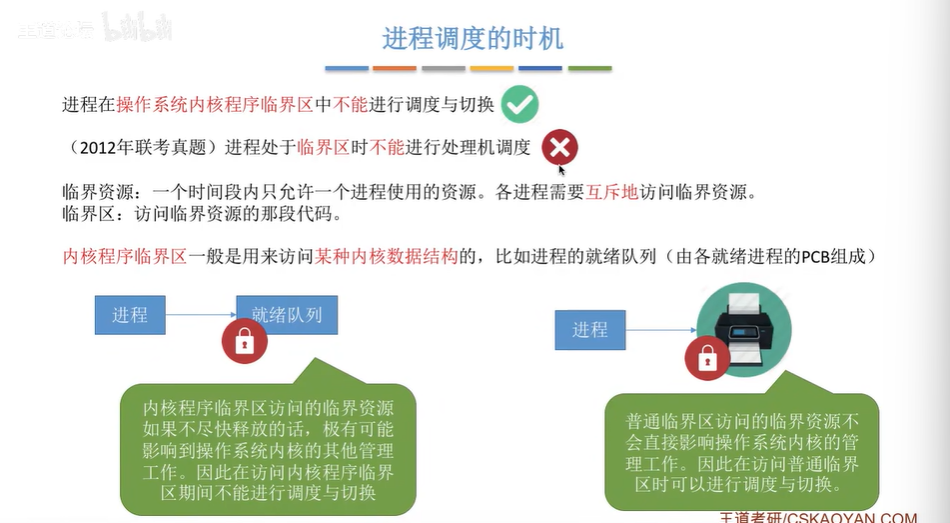 进程调度的时机
进程在操作系统内核程序临界区中不能进行调度与切换
（2012年联考真题）进程处于临界区时不能进行处理机调度
临界资源：一个时间段内只允许一个进程使用的资源。各进程需要互斥地访问临界资源。
临界区：访问临界资源的那段代码。
内核程序临界区一般是用来访问某种内核数据结构的，比如进程的就绪队列（由各就绪进程的PCB组成）
进程
就绪队列
进程
内核程序临界区访问的临界资源
如果不尽快释放的话，极有可能
影响到操作系统内核的其他管理
工作。因此在访问内核程序临界
区期间不能进行调度与切换
普通临界区访问的临界资源不
会直接影响操作系统内核的管
理工作。因此在访问普通临界
区时可以进行调度与切换。
王道考研/CSKAOYAN.COM